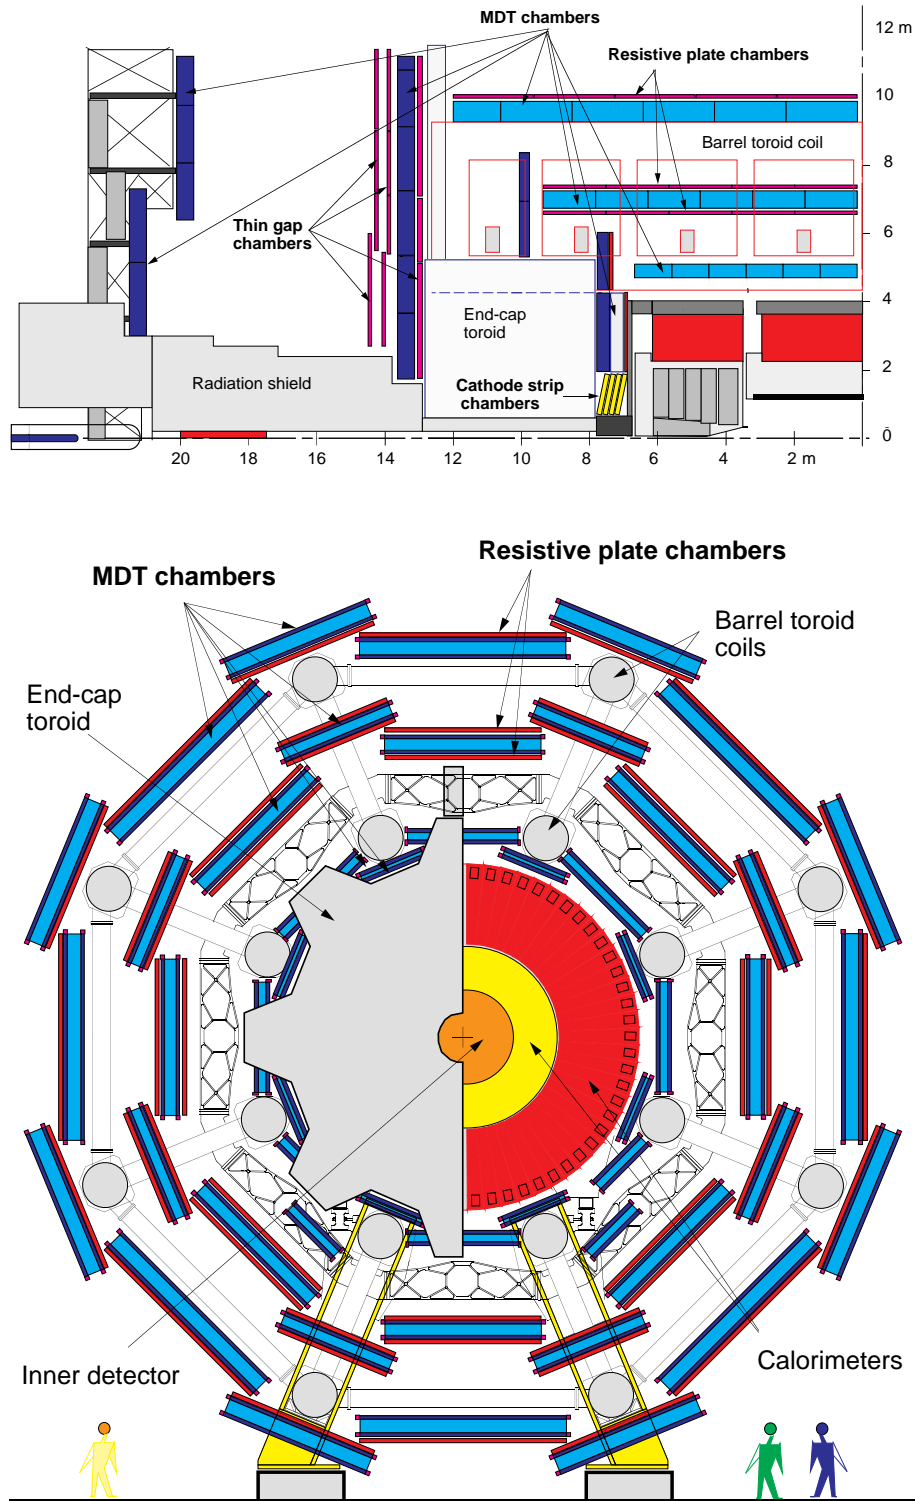 MDT chambers
12 m
Resistive plate chambers
10
Barrel toroid coil
8
Thin gap
chambers
6
End-cap
toroid
4
Radiation shield
Cathode strip
chambers
2
0
20 18 16 14 12 10 8 6 4 2 m
Resistive plate chambers
MDT chambers
Barrel toroid
coils
End-cap
toroid
Inner detector
Calorimeters